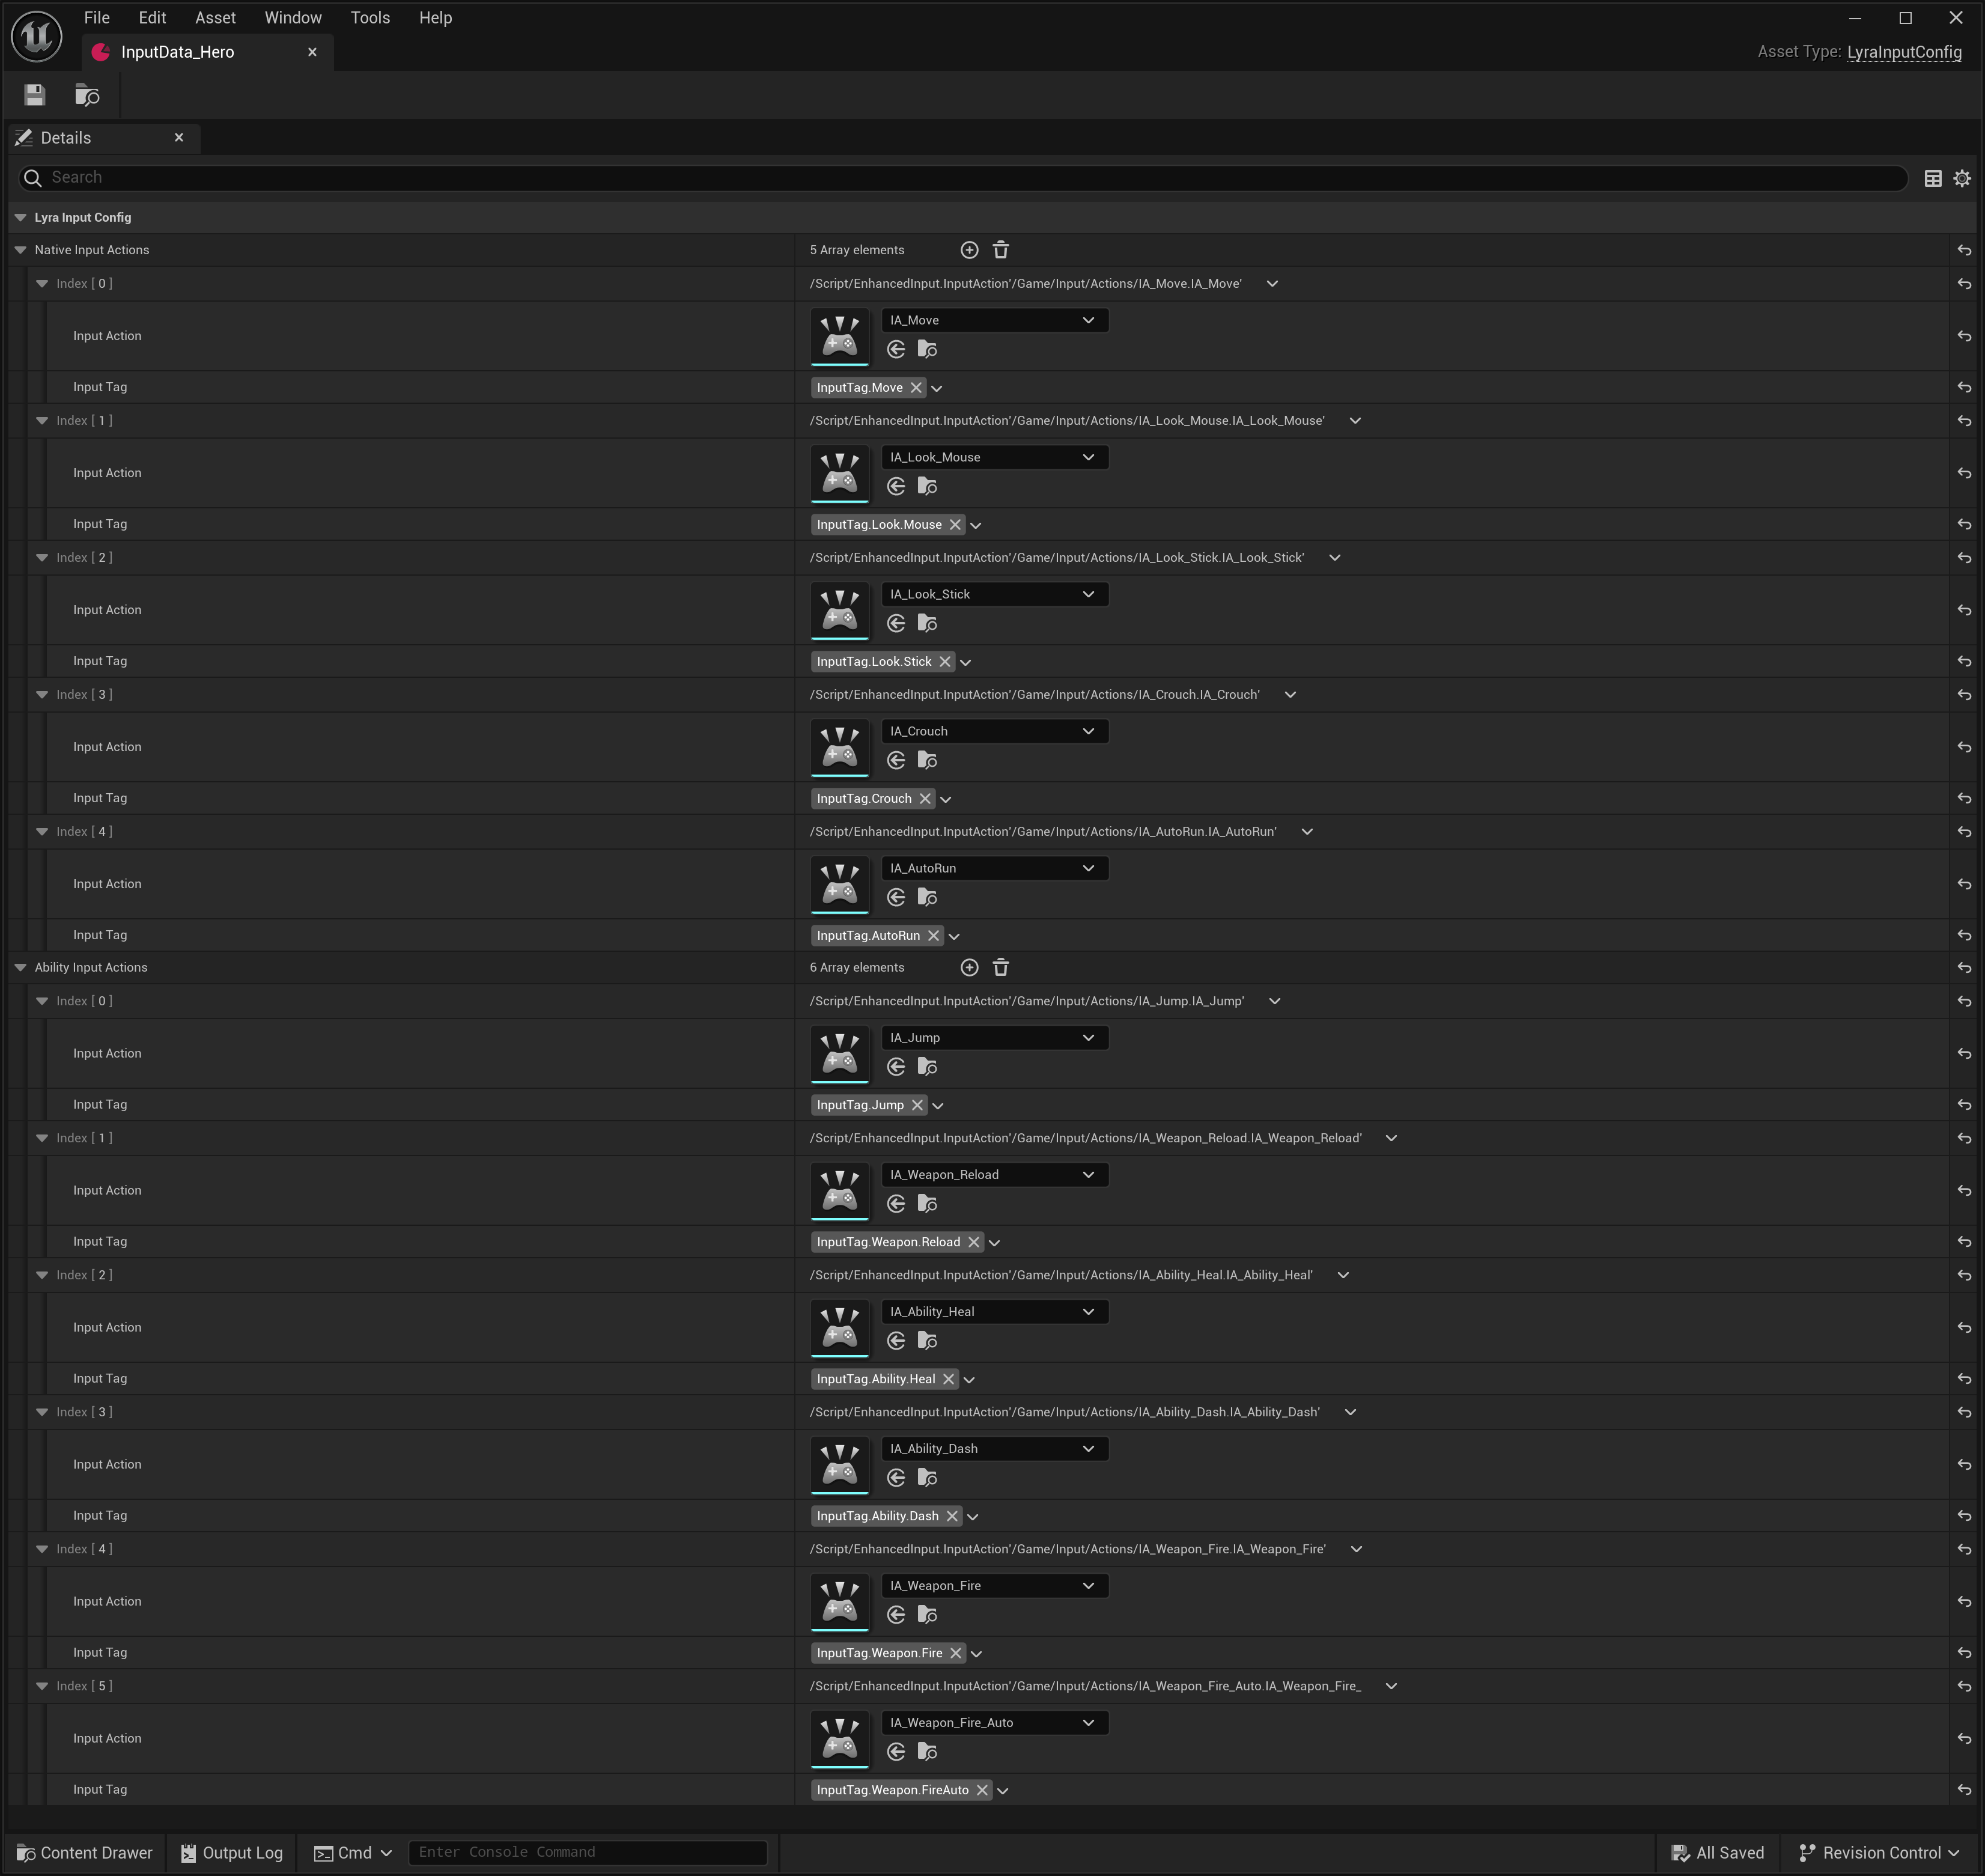 File Edit Asset Window Tools Help
InputData_Hero
Asset Type: LyraInputConfig
Details
Search
Lyra Input Config
Native Input Actions 5 Array elements
Index [ 0 ] /Script/EnhancedInput.InputAction'/Game/Input/Actions/IA_Move.IA_Move'
IA_Move
Input Action
Input Tag InputTag.Move
Index [ 1 ] /Script/EnhancedInput.InputAction'/Game/Input/Actions/IA_Look_Mouse.IA_Look_Mouse'
IA_Look_Mouse
Input Action
Input Tag InputTag.Look.Mouse
Index [ 2 ] /Script/EnhancedInput.InputAction'/Game/Input/Actions/IA_Look_Stick.IA_Look_Stick'
IA_Look_Stick
Input Action
Input Tag InputTag.Look.Stick
Index [ 3 ] /Script/EnhancedInput.InputAction'/Game/Input/Actions/IA_Crouch.IA_Crouch'
IA_Crouch
Input Action
Input Tag InputTag.Crouch
Index [ 4 ] /Script/EnhancedInput.InputAction'/Game/Input/Actions/IA_AutoRun.IA_AutoRun'
IA_AutoRun
Input Action
Input Tag InputTag.AutoRun
Ability Input Actions 6 Array elements
Index [ 0 ] /Script/EnhancedInput.InputAction'/Game/Input/Actions/IA_Jump.IA_Jump'
IA_Jump
Input Action
Input Tag InputTag.Jump
Index [ 1 ] /Script/EnhancedInput.InputAction'/Game/Input/Actions/IA_Weapon_Reload.IA_Weapon_Reload'
IA_Weapon_Reload
Input Action
Input Tag InputTag.Weapon.Reload
Index [ 2 ] /Script/EnhancedInput.InputAction'/Game/Input/Actions/IA_Ability_Heal.IA_Ability_Heal'
IA_Ability_Heal
Input Action
Input Tag InputTag.Ability.Heal
Index [ 3 ] /Script/EnhancedInput.InputAction'/Game/Input/Actions/IA_Ability_Dash.IA_Ability_Dash'
IA_Ability_Dash
Input Action
Input Tag InputTag.Ability.Dash
Index [ 4 ] /Script/EnhancedInput.InputAction'/Game/Input/Actions/IA_Weapon_Fire.IA_Weapon_Fire'
IA_Weapon_Fire
Input Action
Input Tag InputTag.Weapon.Fire
Index [ 5 ] /Script/EnhancedInput.InputAction'/Game/Input/Actions/IA_Weapon_Fire_Auto.IA_Weapon_Fire_
IA_Weapon_Fire_Auto
Input Action
Input Tag InputTag.Weapon.FireAuto
Content Drawer Output Log Cmd Enter Console Command All Saved Revision Control